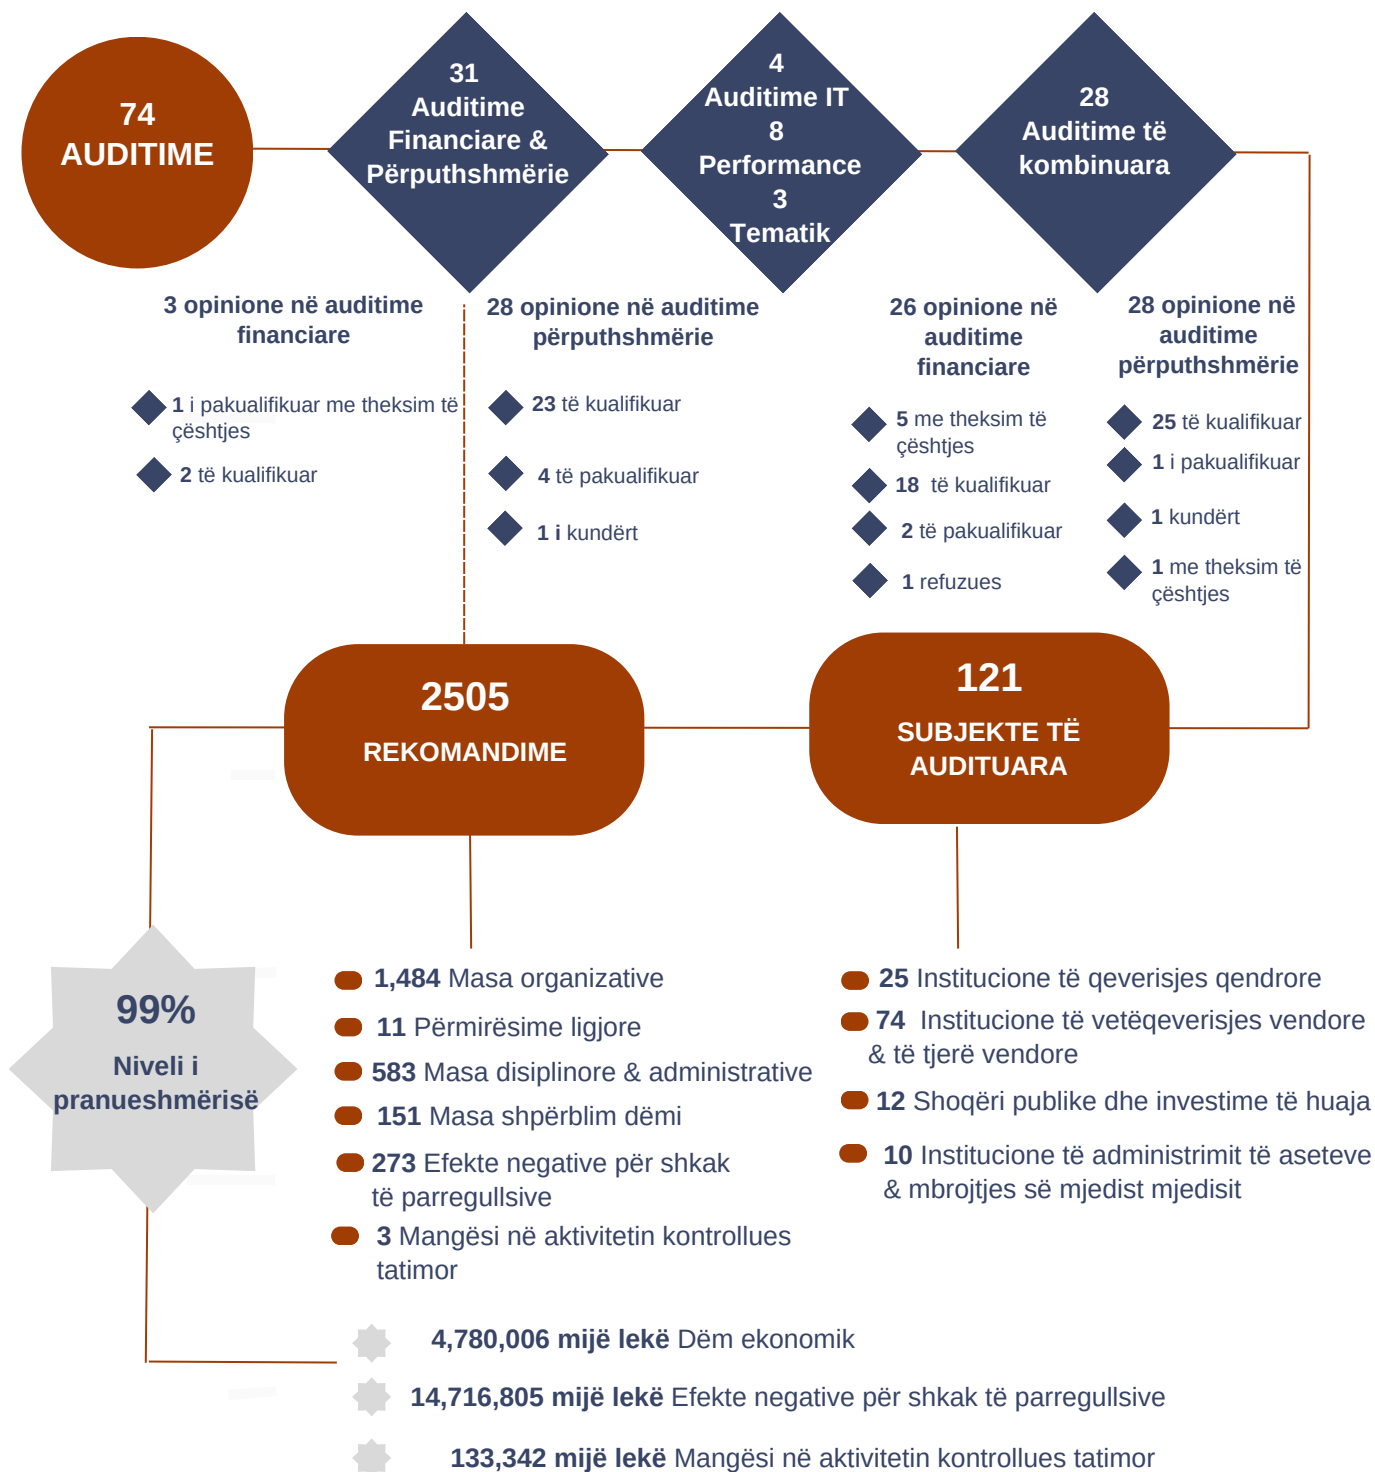 74
AUDITIME
31
Auditime
Financiare &
Përputhshmërie
4
Auditime IT
8
Performance
3
Tematik
28
Auditime të
kombinuara
3 opinione në auditime
financiare
1 i pakualifikuar me theksim të
çështjes
2 të kualifikuar
28 opinione në auditime
përputhshmërie
23 të kualifikuar
4 të pakualifikuar
1 i kundërt
26 opinione në
auditime
financiare
5 me theksim të
çështjes
18 të kualifikuar
2 të pakualifikuar
1 refuzues
28 opinione në
auditime
përputhshmërie
25 të kualifikuar
1 i pakualifikuar
1 kundërt
1 me theksim të
çështjes
2505
REKOMANDIME
121
SUBJEKTE TË
AUDITUARA
99%
Niveli i
pranueshmërisë
1,484 Masa organizative
11 Përmirësime ligjore
583 Masa disiplinore & administrative
151 Masa shpërblim dëmi
273 Efekte negative për shkak
të parregullsive
3 Mangësi në aktivitetin kontrollues
tatimor
25 Institucione të qeverisjes qendrore
74 Institucione të vetëqeverisjes vendore
& të tjerë vendore
12 Shoqëri publike dhe investime të huaja
10 Institucione të administrimit të aseteve
& mbrojtjes së mjedist mjedisit
4,780,006 mijë lekë Dëm ekonomik
14,716,805 mijë lekë Efekte negative për shkak të parregullsive
133,342 mijë lekë Mangësi në aktivitetin kontrollues tatimor